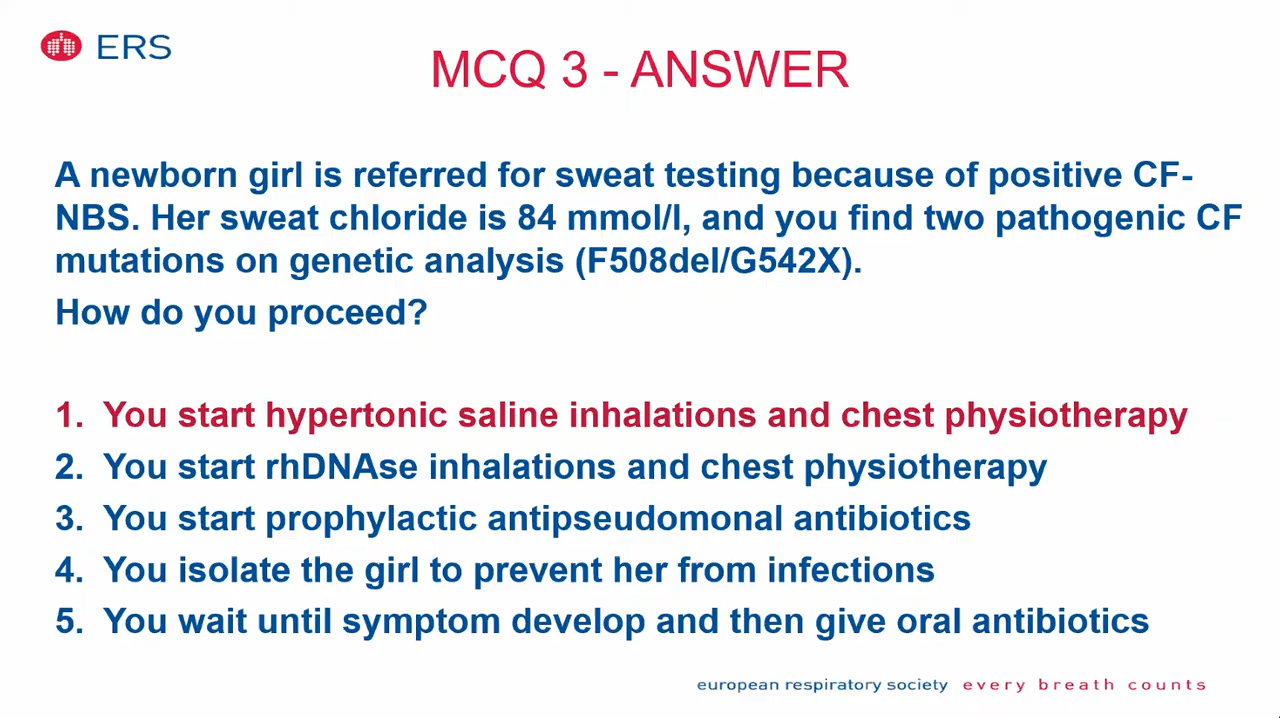 ERS
MCQ 3 - ANSWER
A newborn girl is referred for sweat testing because of positive CF-
NBS. Her sweat chloride is 84 mmol/l, and you find two pathogenic CF
mutations on genetic analysis (F508del/G542X).
How do you proceed?
1. You start hypertonic saline inhalations and chest physiotherapy
2. You start rhDNAse inhalations and chest physiotherapy
3. You start prophylactic antipseudomonal antibiotics
4. You isolate the girl to prevent her from infections
5. You wait until symptom develop and then give oral antibiotics
european respiratory society every breath counts